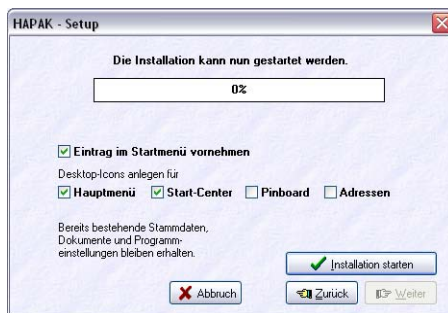 HAPAK - Setup
Die Installation kann nun gestartet werden.
0%
Eintrag im Startmenü vornehmen
Desktop-Icons anlegen für
Hauptmenü Start-Center Pinboard Adressen
Bereits bestehende Stammdaten,
Dokumente und Programm-
einstellungen bleiben erhalten.
Installation starten
Abbruch Zurück Weiter